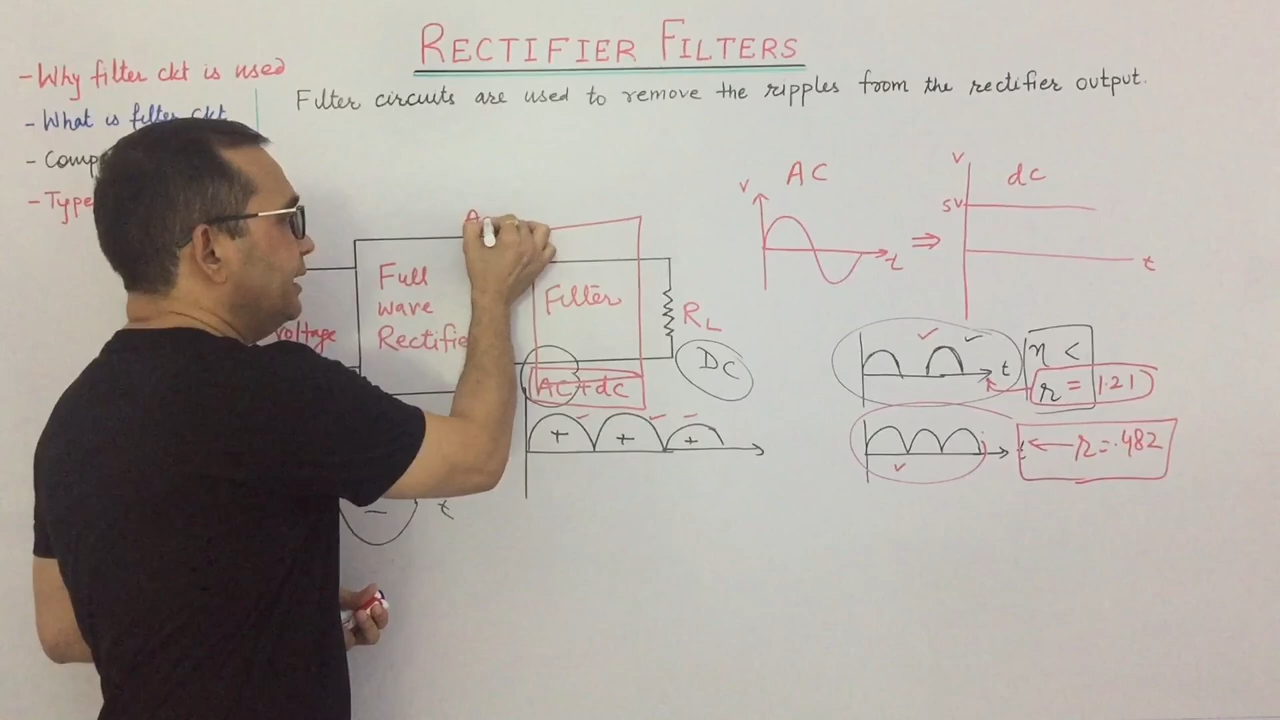 RECTIFIER FILTERS
- Why filter ckt is used
Filter circuits are used to remove the ripples from the rectifier output.
- What is filter ckt
- Comp
- Type
AC
dc
V
V
5V
t
t
A
Full
wave
Rectifie
voltage
Filter
RL
DC
AC+dc
+ + +
t
η <
r = 1.21
t
r = .482
-
t